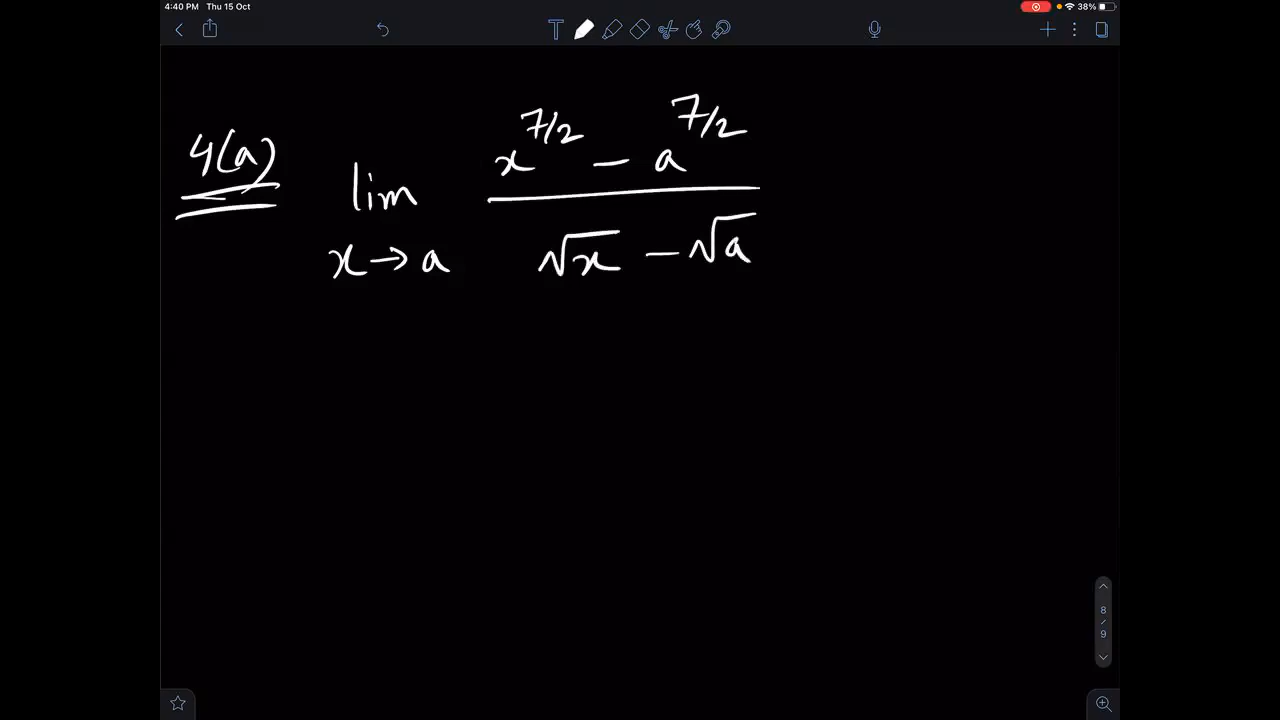 4:40 PM Thu 15 Oct 38%
4(a) lim x→a (x^{7/2} - a^{7/2}) / (√x - √a)
8
/
9